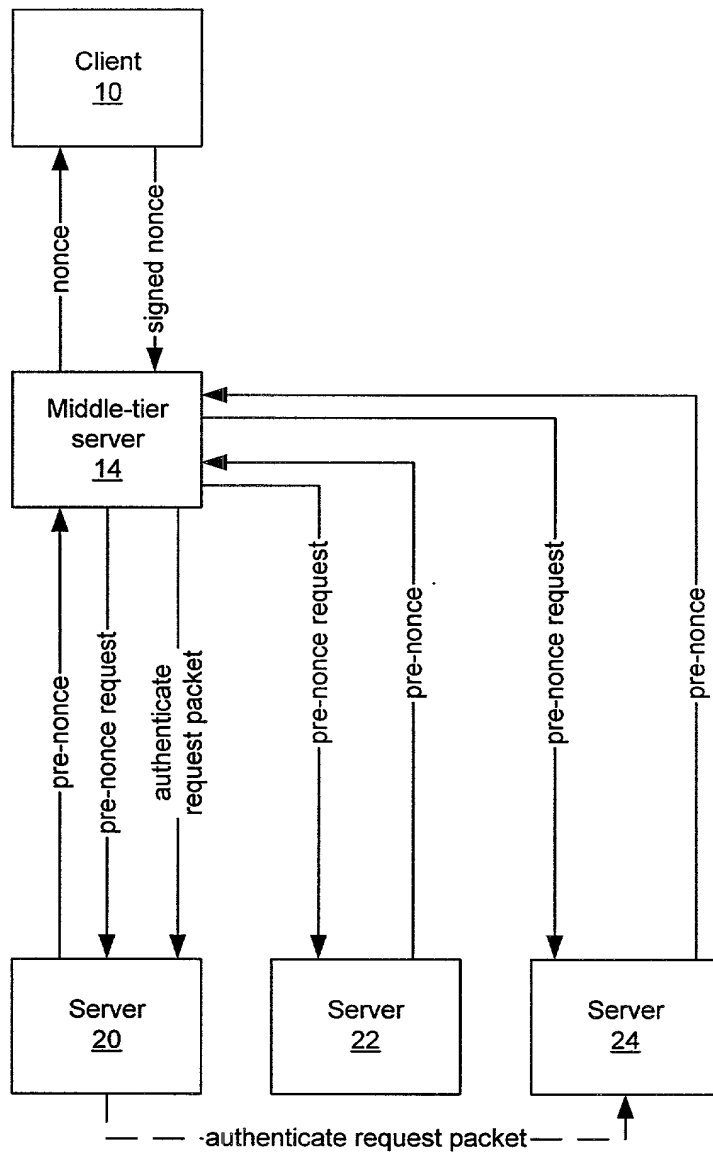 Client
10
nonce
signed nonce
Middle-tier
server
14
pre-nonce
pre-nonce request
authenticate
request packet
pre-nonce request
pre-nonce
pre-nonce request
pre-nonce
Server
20
Server
22
Server
24
authenticate request packet